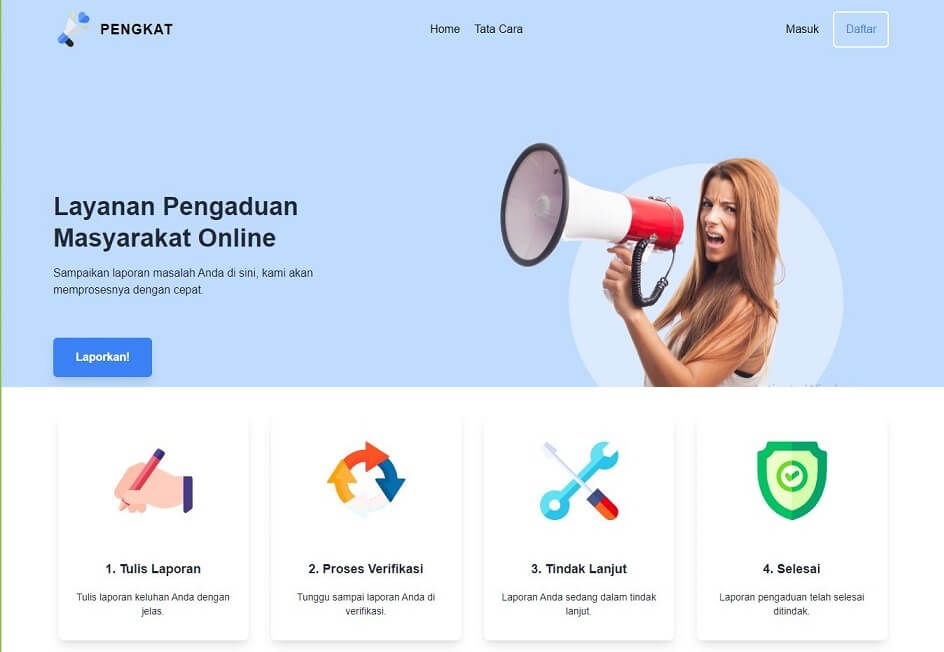 PENGKAT
Home Tata Cara
Masuk Daftar
Layanan Pengaduan
Masyarakat Online
Sampaikan laporan masalah Anda di sini, kami akan
memprosesnya dengan cepat.
Laporkan!
1. Tulis Laporan
Tulis laporan keluhan Anda dengan
jelas.
2. Proses Verifikasi
Tunggu sampai laporan Anda di
verifikasi.
3. Tindak Lanjut
Laporan Anda sedang dalam tindak
lanjut.
4. Selesai
Laporan pengaduan telah selesai
ditindak.